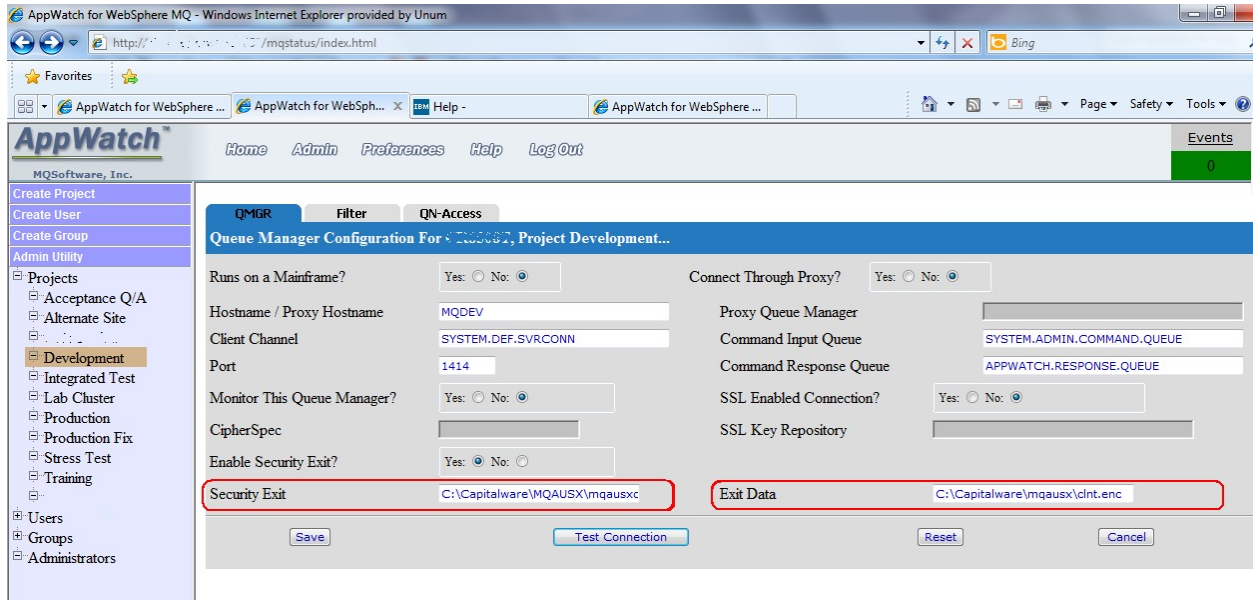 AppWatch for WebSphere MQ - Windows Internet Explorer provided by Unum
http:// /mqstatus/index.html
Bing
Favorites
AppWatch for WebSphere ... AppWatch for WebSph... X IBM Help - AppWatch for WebSphere ...
Page Safety Tools
AppWatch™
MQSoftware, Inc.
Home Admin Preferences Help Log Out
Events
0
Create Project
Create User
Create Group
Admin Utility
Projects
Acceptance Q/A
Alternate Site
Development
Integrated Test
Lab Cluster
Production
Production Fix
Stress Test
Training
Users
Groups
Administrators
QMGR Filter QN-Access
Queue Manager Configuration For , Project Development...
Runs on a Mainframe? Yes: No: Connect Through Proxy? Yes: No:
Hostname / Proxy Hostname MQDEV Proxy Queue Manager
Client Channel SYSTEM.DEF.SVRCONN Command Input Queue SYSTEM.ADMIN.COMMAND.QUEUE
Port 1414 Command Response Queue APPWATCH.RESPONSE.QUEUE
Monitor This Queue Manager? Yes: No: SSL Enabled Connection? Yes: No:
CipherSpec SSL Key Repository
Enable Security Exit? Yes: No:
Security Exit C:\Capitalware\MQAUSX\mqausxc Exit Data C:\Capitalware\mqausx\clnt.enc
Save Test Connection Reset Cancel